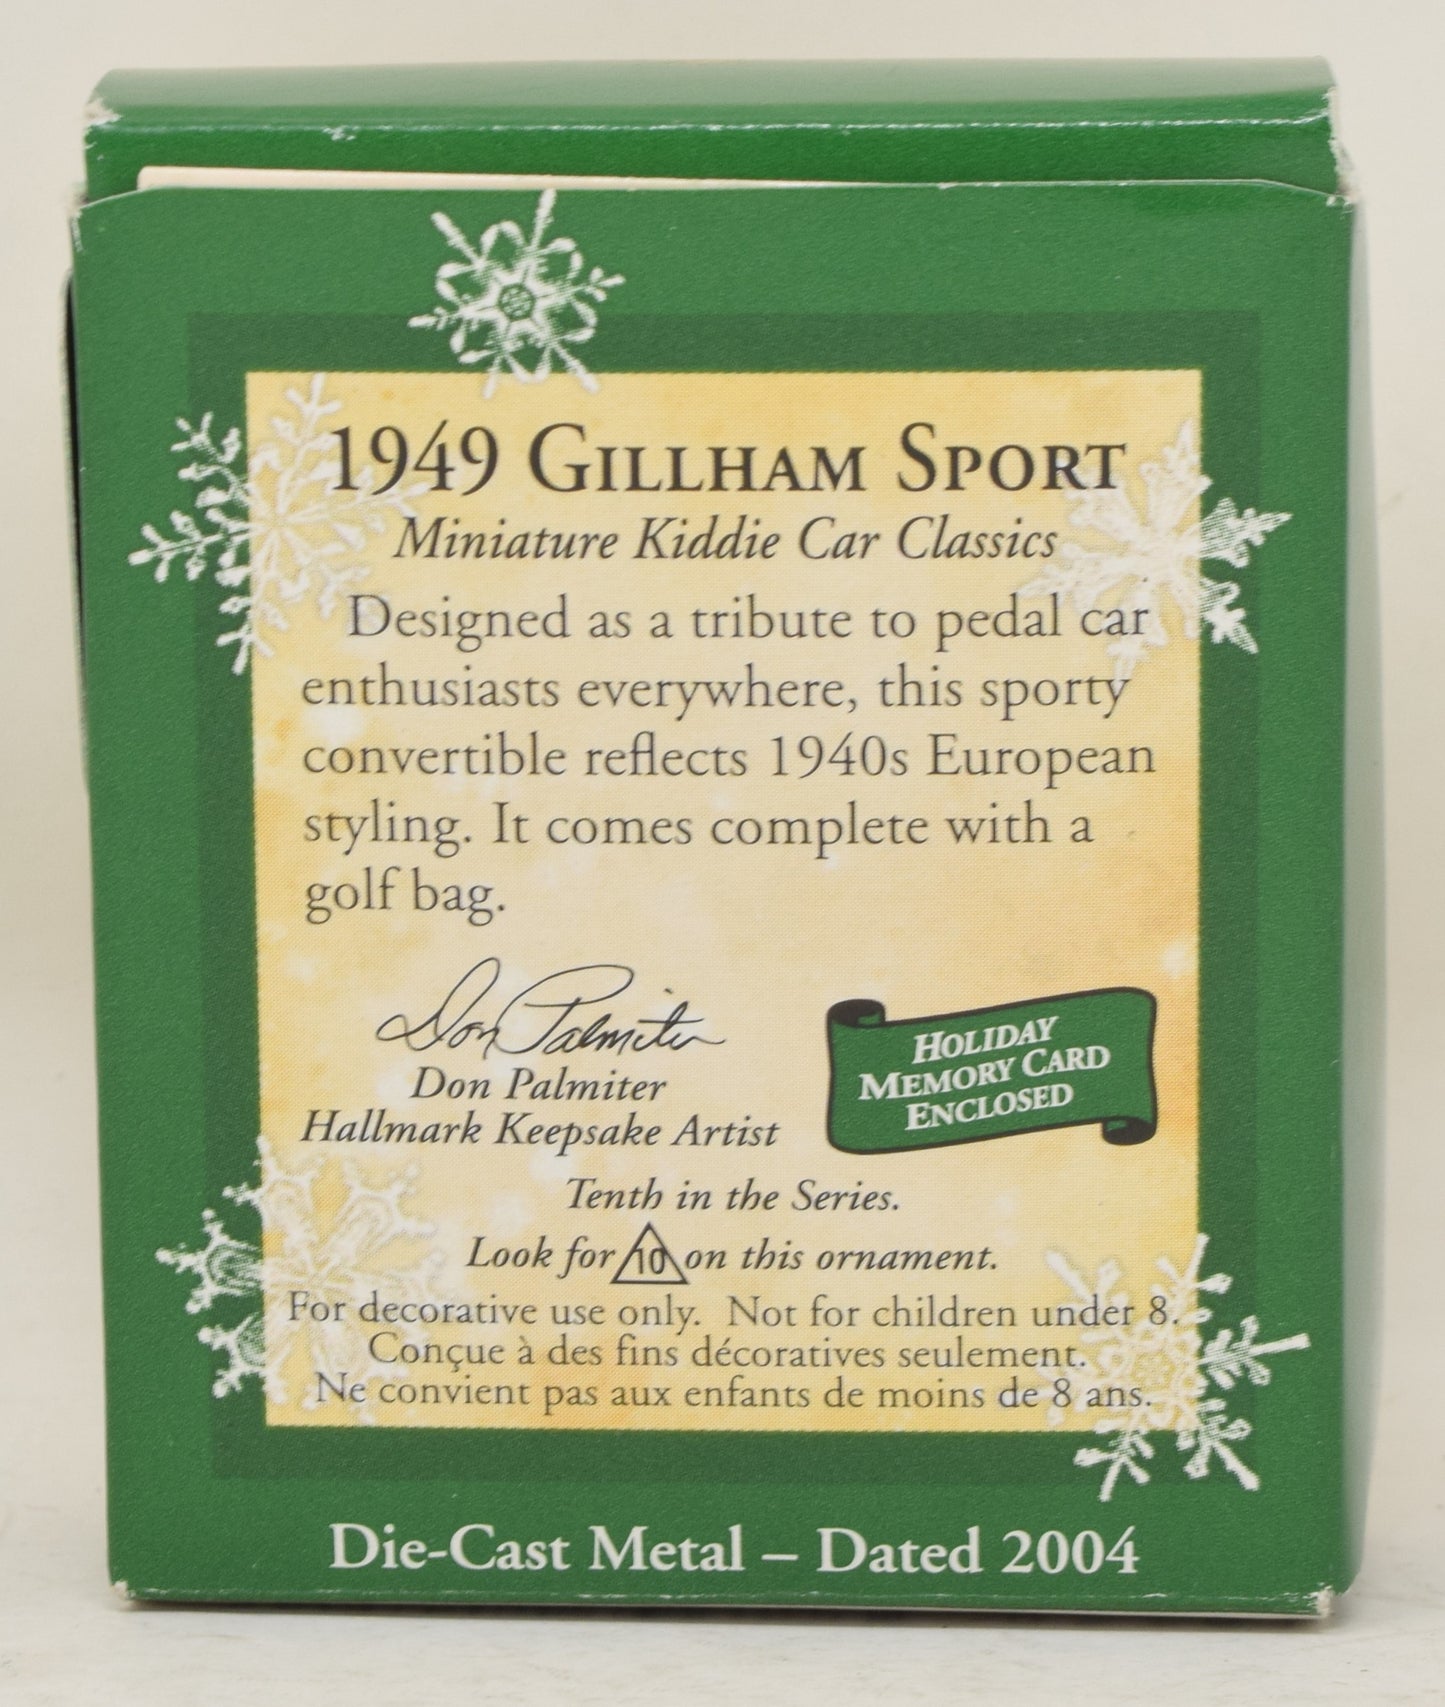 1949 GILLHAM SPORT
Miniature Kiddie Car Classics
Designed as a tribute to pedal car
enthusiasts everywhere, this sporty
convertible reflects 1940s European
styling. It comes complete with a
golf bag.
Don Palmiter
Don Palmiter
Hallmark Keepsake Artist
HOLIDAY
MEMORY CARD
ENCLOSED
Tenth in the Series.
Look for 10 on this ornament.
For decorative use only. Not for children under 8.
Conçue à des fins décoratives seulement.
Ne convient pas aux enfants de moins de 8 ans.
Die-Cast Metal – Dated 2004